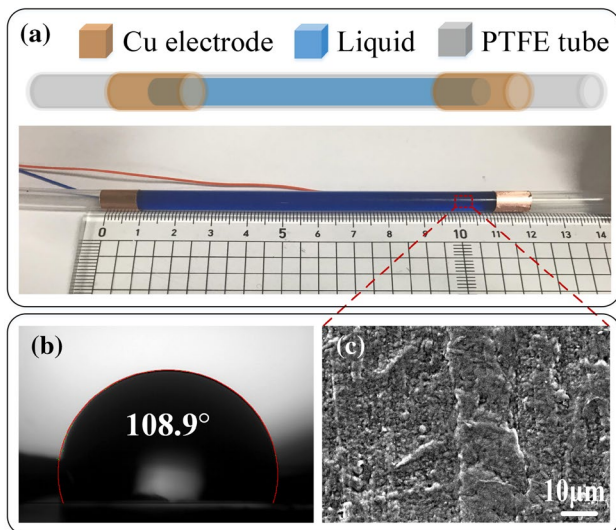 (a)
Cu electrode
Liquid
PTFE tube
0 1 2 3 4 5 6 7 8 9 10 11 12 13 14
(b)
108.9°
(c)
10μm